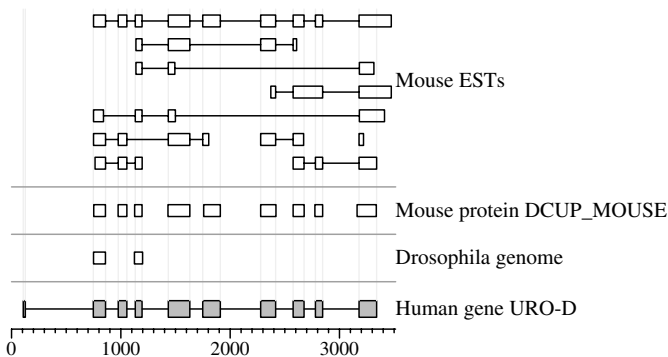 Mouse ESTs
Mouse protein DCUP_MOUSE
Drosophila genome
Human gene URO-D
0 1000 2000 3000